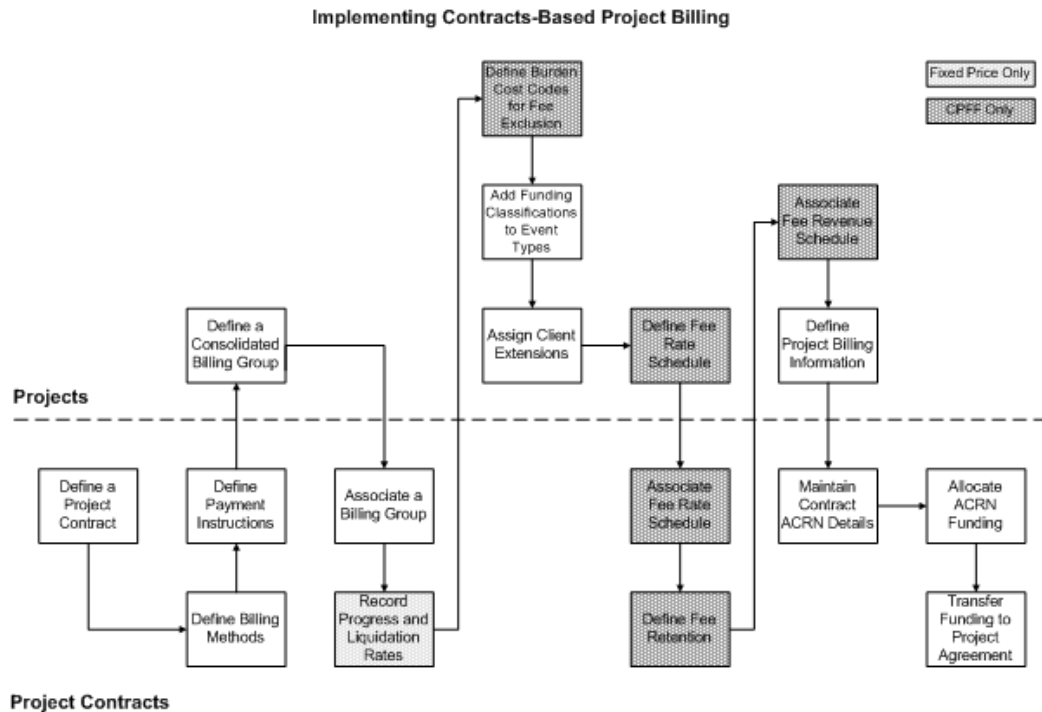 Implementing Contracts-Based Project Billing
Define Burden
Cost Codes
for Fee
Exclusion
Fixed Price Only
CPFF Only
Add Funding
Classifications
to Event
Types
Associate
Fee Revenue
Schedule
Define a
Consolidated
Billing Group
Assign Client
Extensions
Define Fee
Rate
Schedule
Define
Project Billing
Information
Projects
Define a
Project
Contract
Define
Payment
Instructions
Associate a
Billing Group
Associate
Fee Rate
Schedule
Maintain
Contract
ACRN Details
Allocate
ACRN
Funding
Define Billing
Methods
Record
Progress and
Liquidation
Rates
Define Fee
Retention
Transfer
Funding to
Project
Agreement
Project Contracts